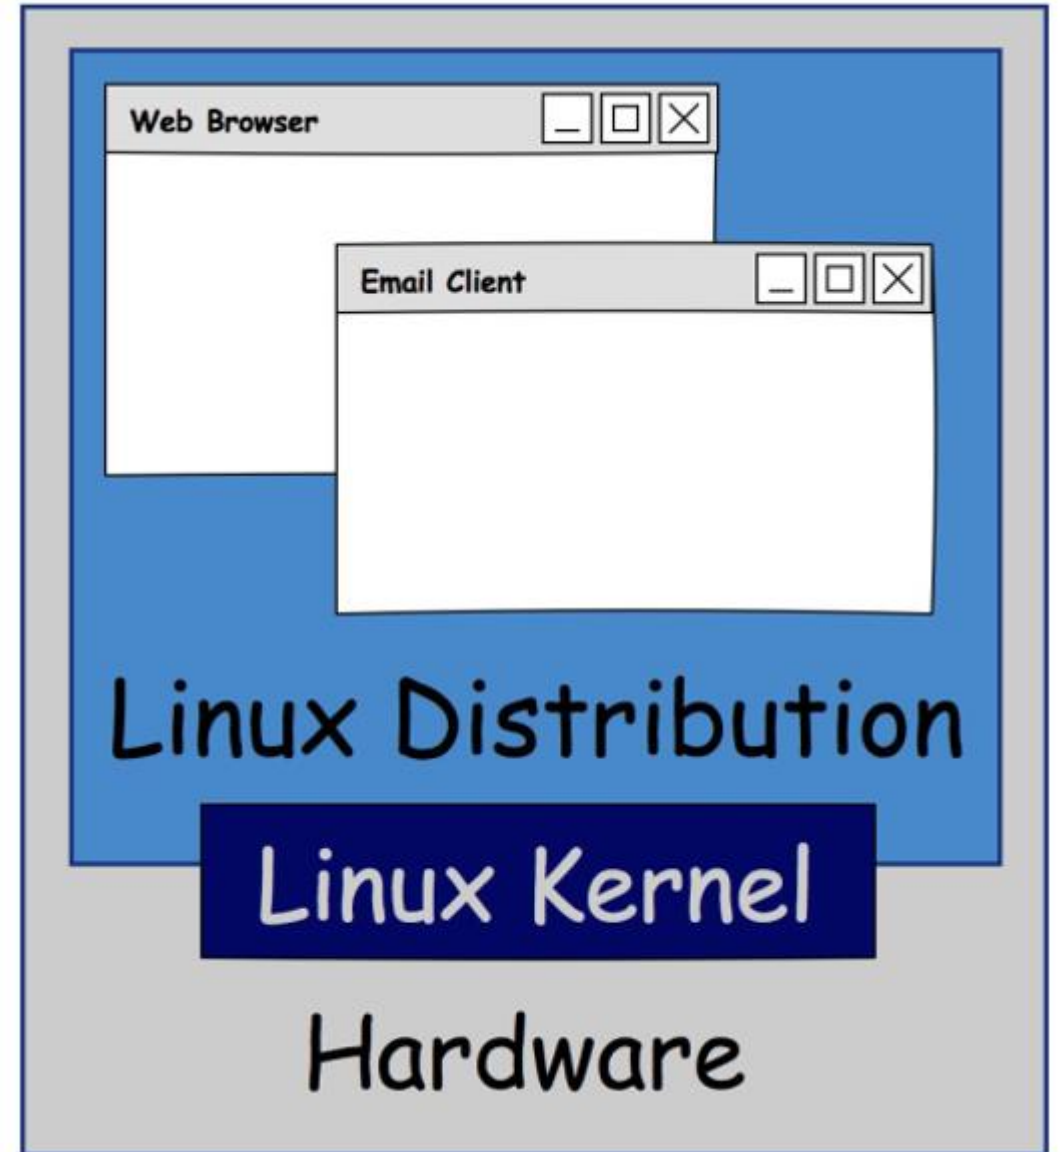 Web Browser
Email Client
Linux Distribution
Linux Kernel
Hardware